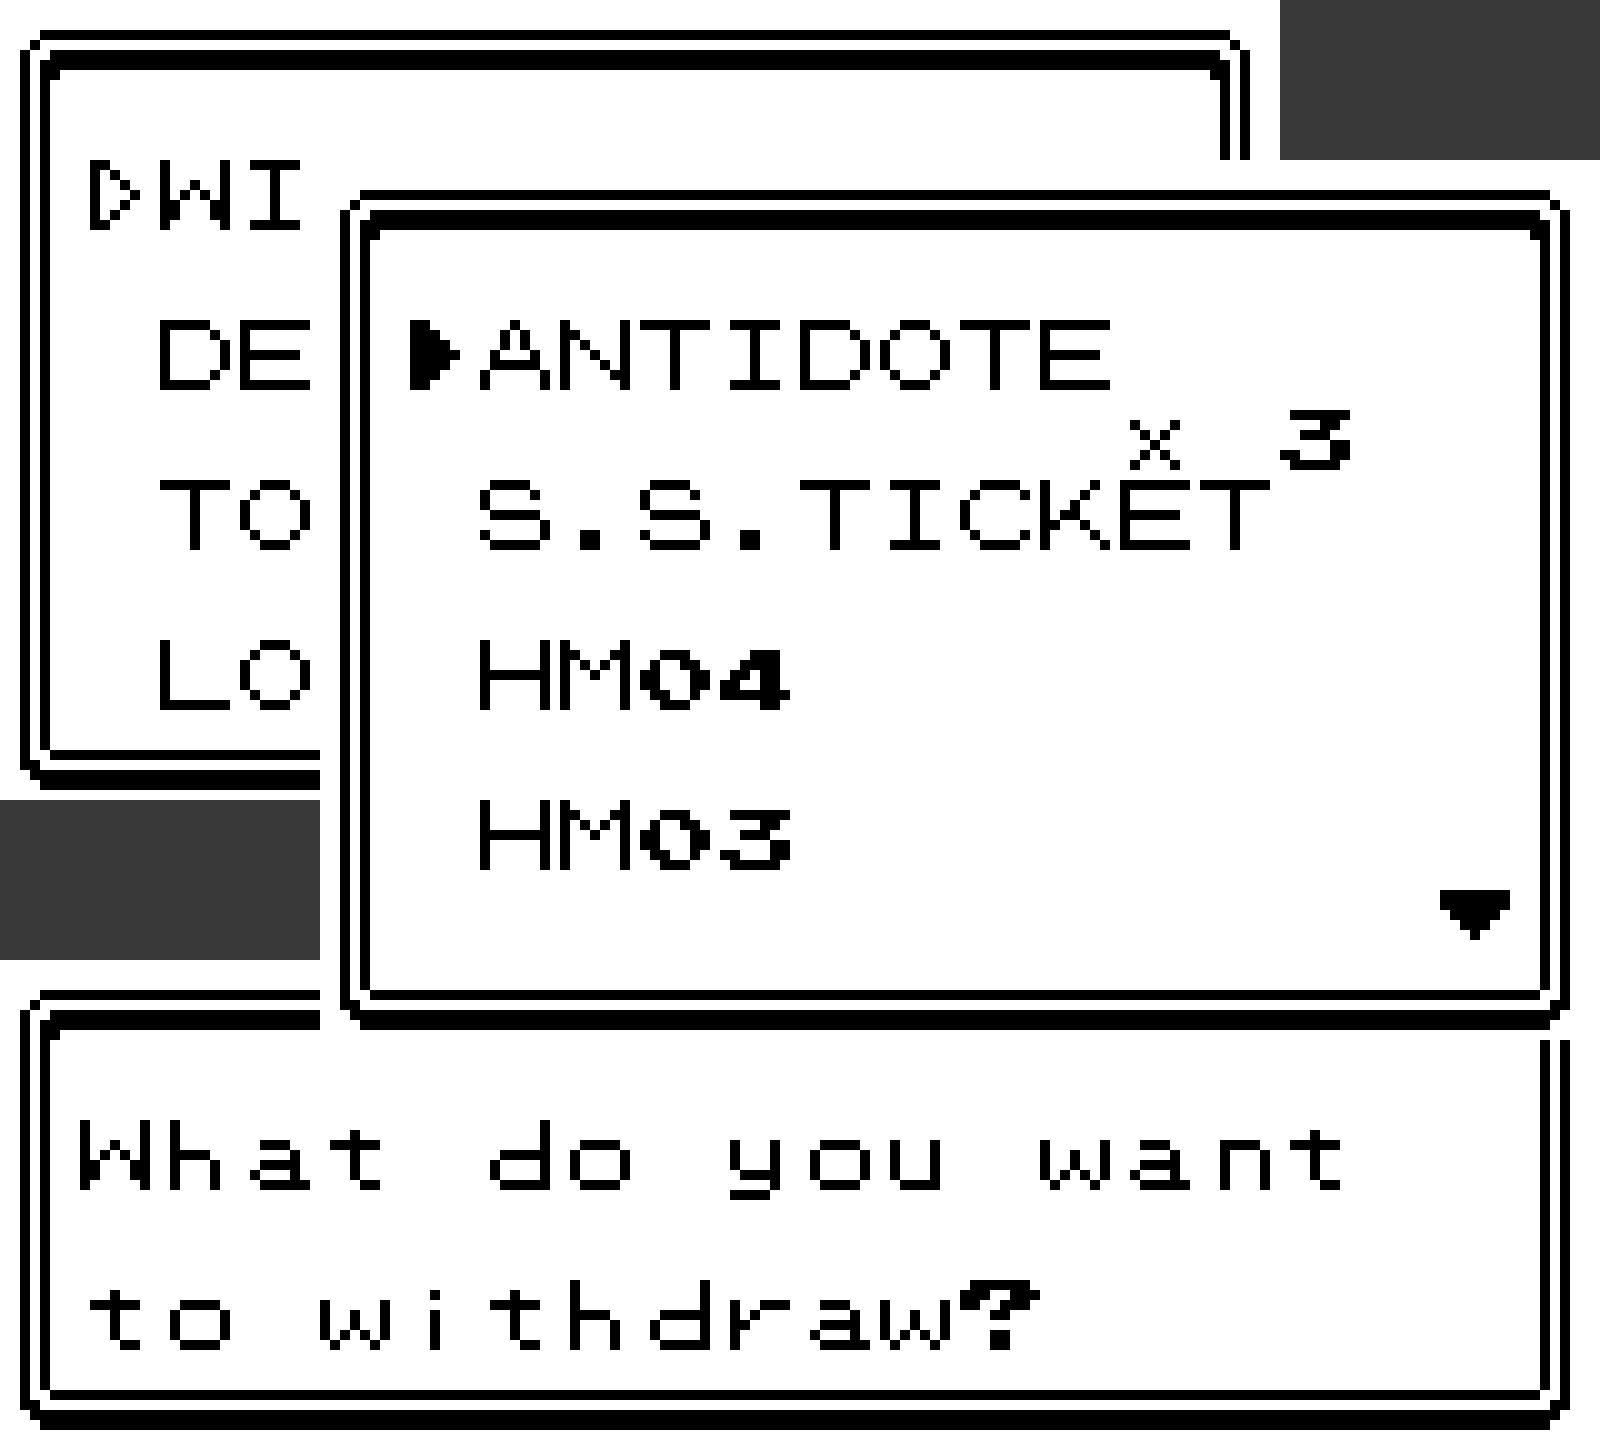 ▷WI
DE
TO
LO
▶ANTIDOTE
× 3
S.S.TICKET
HM04
HM03
▼
What do you want
to withdraw?